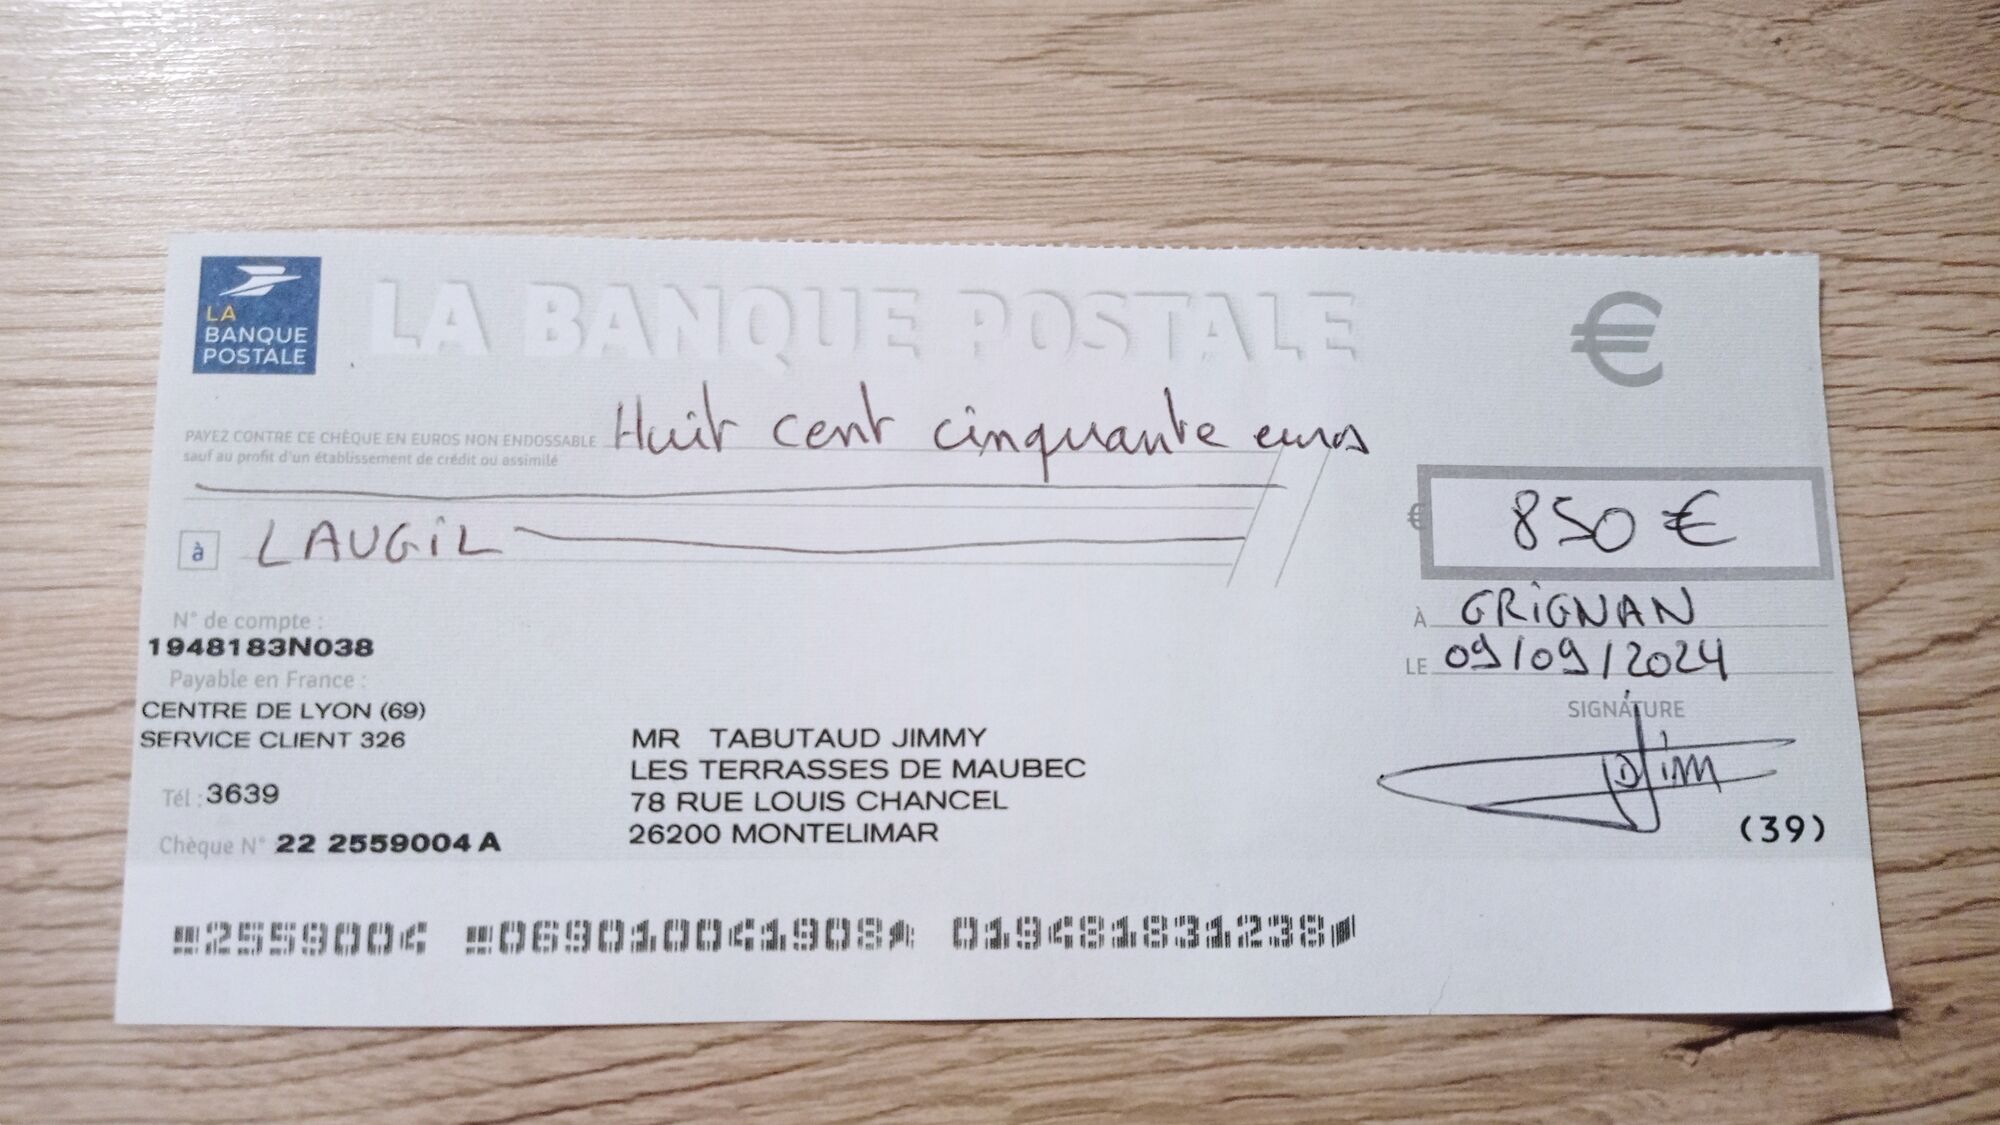 LA
BANQUE
POSTALE
LA BANQUE POSTALE
€
PAYEZ CONTRE CE CHÈQUE EN EUROS NON ENDOSSABLE Huit cent cinquante euros
sauf au profit d'un établissement de crédit ou assimilé
€ 850 €
à LAUGiL
À GRiGNAN
N° de compte :
1948183N038
LE 09/09/2024
Payable en France :
SIGNATURE
CENTRE DE LYON (69)
SERVICE CLIENT 326
MR TABUTAUD JIMMY
LES TERRASSES DE MAUBEC
Tél : 3639
78 RUE LOUIS CHANCEL
26200 MONTELIMAR
(39)
Chèque N° 22 2559004 A
2559004 069010041908 019481831238